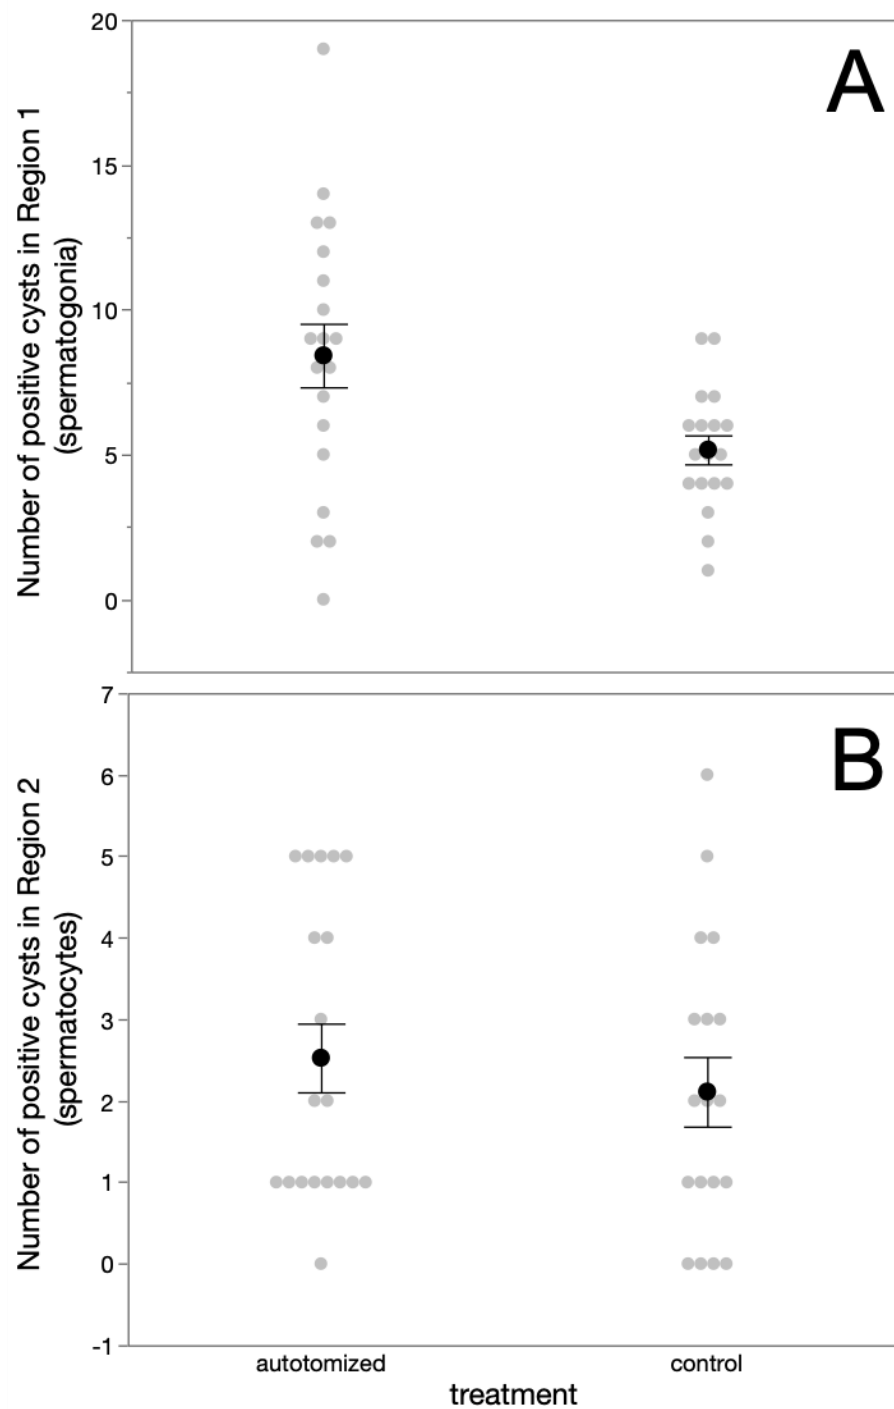 A
Number of positive cysts in Region 1
(spermatogonia)
20
15
10
5
0
B
Number of positive cysts in Region 2
(spermatocytes)
7
6
5
4
3
2
1
0
-1
autotomized control
treatment